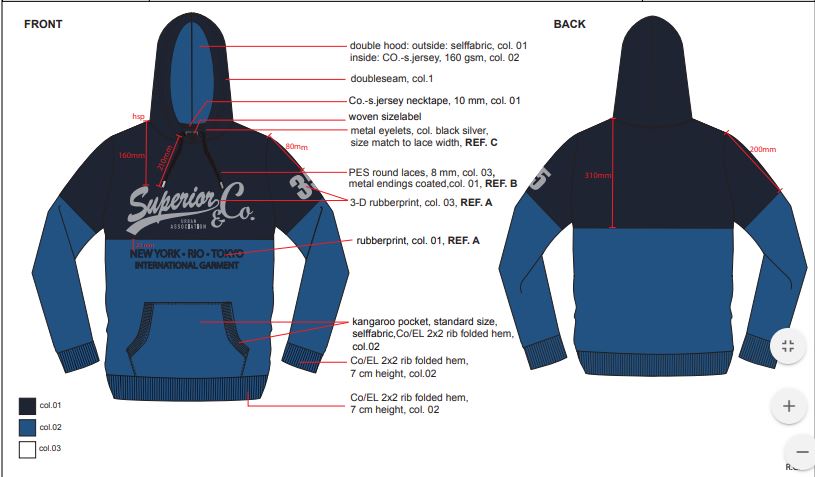 FRONT
BACK
double hood: outside: selffabric, col. 01
inside: CO.-s.jersey, 160 gsm, col. 02
doubleseam, col.1
Co.-s.jersey necktape, 10 mm, col. 01
woven sizelabel
metal eyelets, col. black silver,
size match to lace width, REF. C
PES round laces, 8 mm, col. 03,
metal endings coated,col. 01, REF. B
3-D rubberprint, col. 03, REF. A
rubberprint, col. 01, REF. A
kangaroo pocket, standard size,
selffabric,Co/EL 2x2 rib folded hem,
col.02
Co/EL 2x2 rib folded hem,
7 cm height, col.02
Co/EL 2x2 rib folded hem,
7 cm height, col. 02
hsp
160mm
210mm
80mm
Superior
& Co.
URBAN
ASSOCIATION
NEW YORK • RIO • TOKYO
INTERNATIONAL GARMENT
310mm
200mm
col.01
col.02
col.03